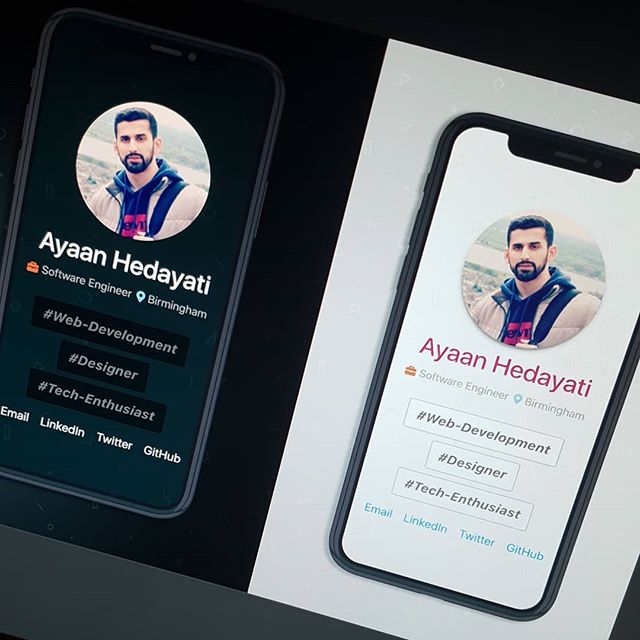 Ayaan Hedayati
Software Engineer Birmingham
#Web-Development
#Designer
#Tech-Enthusiast
Email LinkedIn Twitter GitHub
Ayaan Hedayati
Software Engineer Birmingham
#Web-Development
#Designer
#Tech-Enthusiast
Email LinkedIn Twitter GitHub